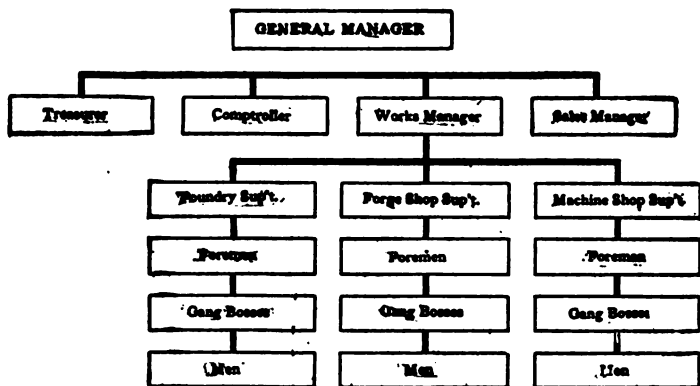 GENERAL MANAGER
Treasurer Comptroller Works Manager Sales Manager
Foundry Sup't. Forge Shop Sup't. Machine Shop Sup't.
Foremen Foremen Foremen
Gang Bosses Gang Bosses Gang Bosses
Men Men Men